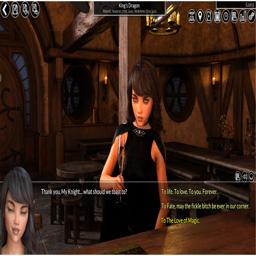 King's Dragon
Thank you, My Knight... what should we toast to?
To life. To love. To you. Forever.
To Fate, may the fickle bitch be ever in our corner.
To The Love of Magic.